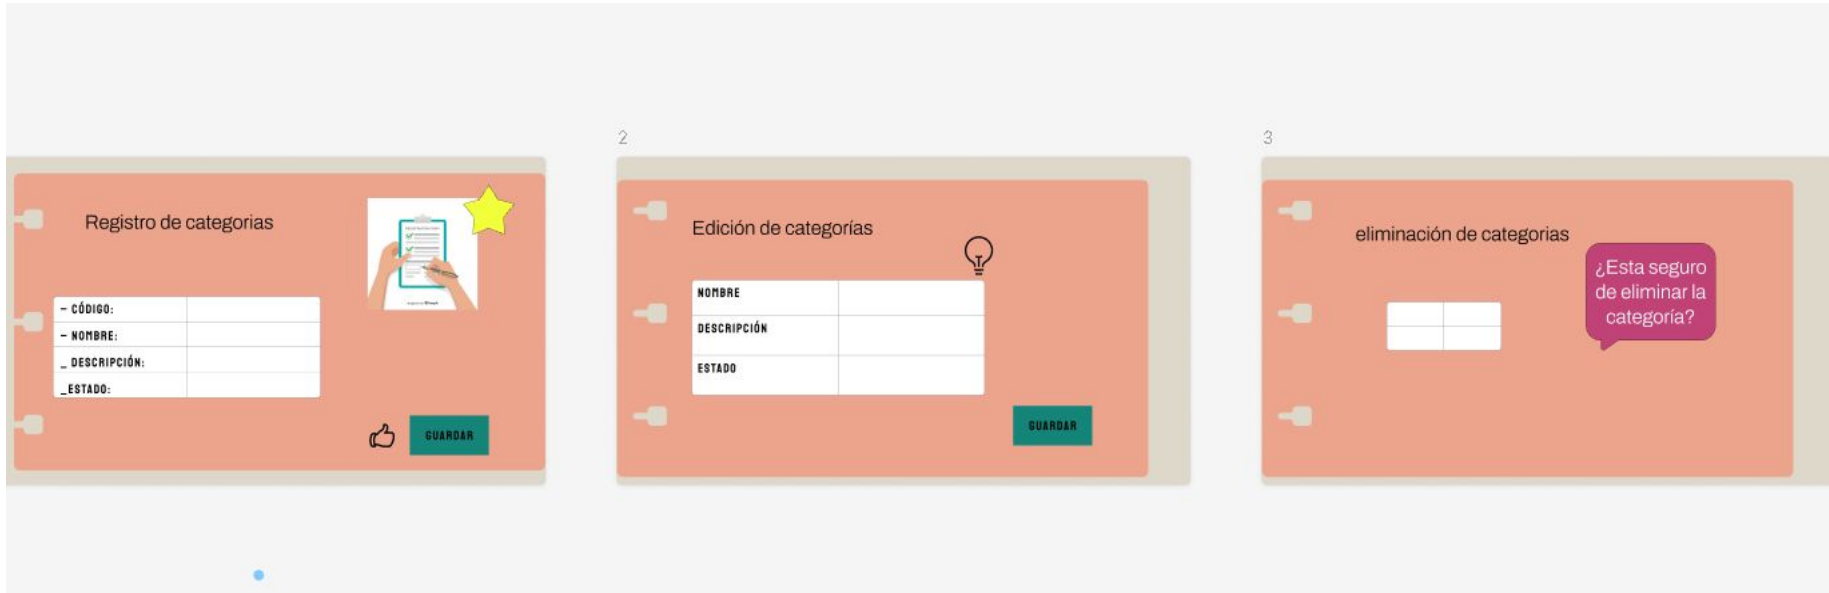 2
3
Registro de categorias
– CÓDIGO:
– NOMBRE:
_ DESCRIPCIÓN:
_ESTADO:
GUARDAR
Edición de categorías
NOMBRE
DESCRIPCIÓN
ESTADO
GUARDAR
eliminación de categorias
¿Esta seguro
de eliminar la
categoría?